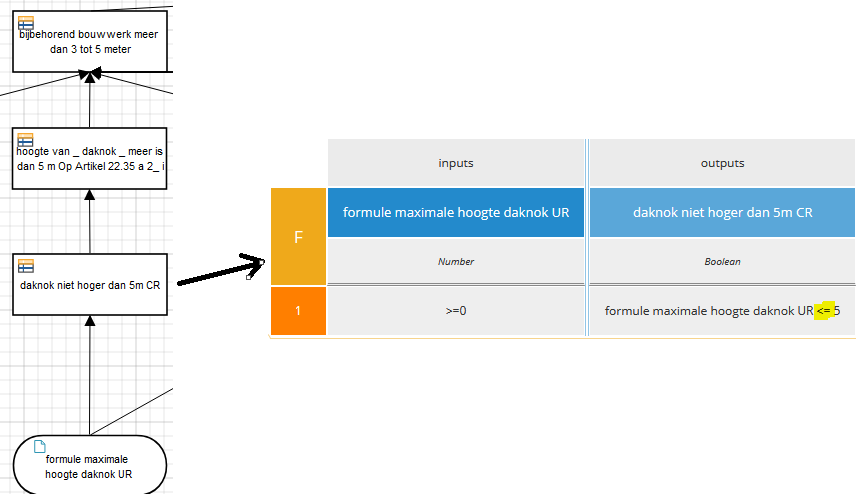 bijbehorend bouwwerk meer
dan 3 tot 5 meter
hoogte van _ daknok _ meer is
dan 5 m Op Artikel 22.35 a 2_ i
daknok niet hoger dan 5m CR
formule maximale
hoogte daknok UR
inputs
outputs
F
formule maximale hoogte daknok UR
daknok niet hoger dan 5m CR
Number
Boolean
1
>=0
formule maximale hoogte daknok UR <= 5